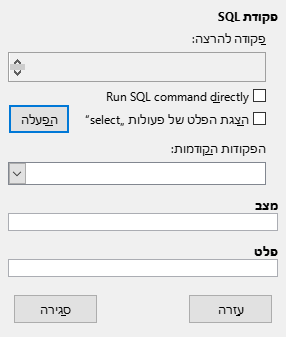 פקודת SQL
פקודה להרצה:
Run SQL command directly
הצגת הפלט של פעולות „select”
הפעלה
הפקודות הקודמות:
מצב
פלט
עזרה
סגירה